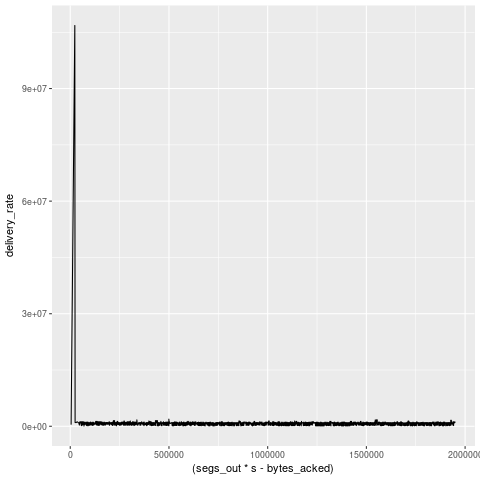 delivery_rate
9e+07
6e+07
3e+07
0e+00
0
500000
1000000
1500000
2000000
(segs_out * s - bytes_acked)